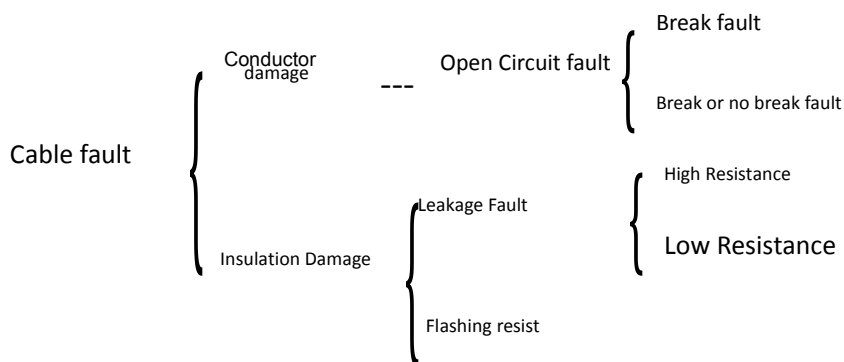 Break fault
Conductor
damage
---
Open Circuit fault
Break or no break fault
Cable fault
High Resistance
Leakage Fault
Low Resistance
Insulation Damage
Flashing resist